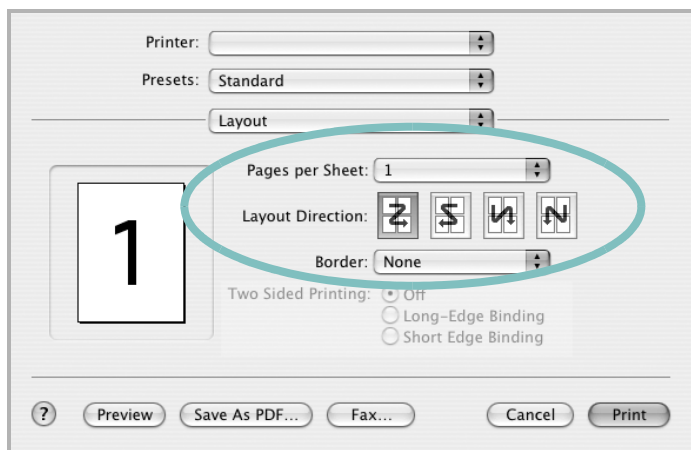 Printer:
Presets: Standard
Layout
Pages per Sheet: 1
Layout Direction:
1
Border: None
Two Sided Printing: Off
Long-Edge Binding
Short Edge Binding
? Preview Save As PDF... Fax... Cancel Print